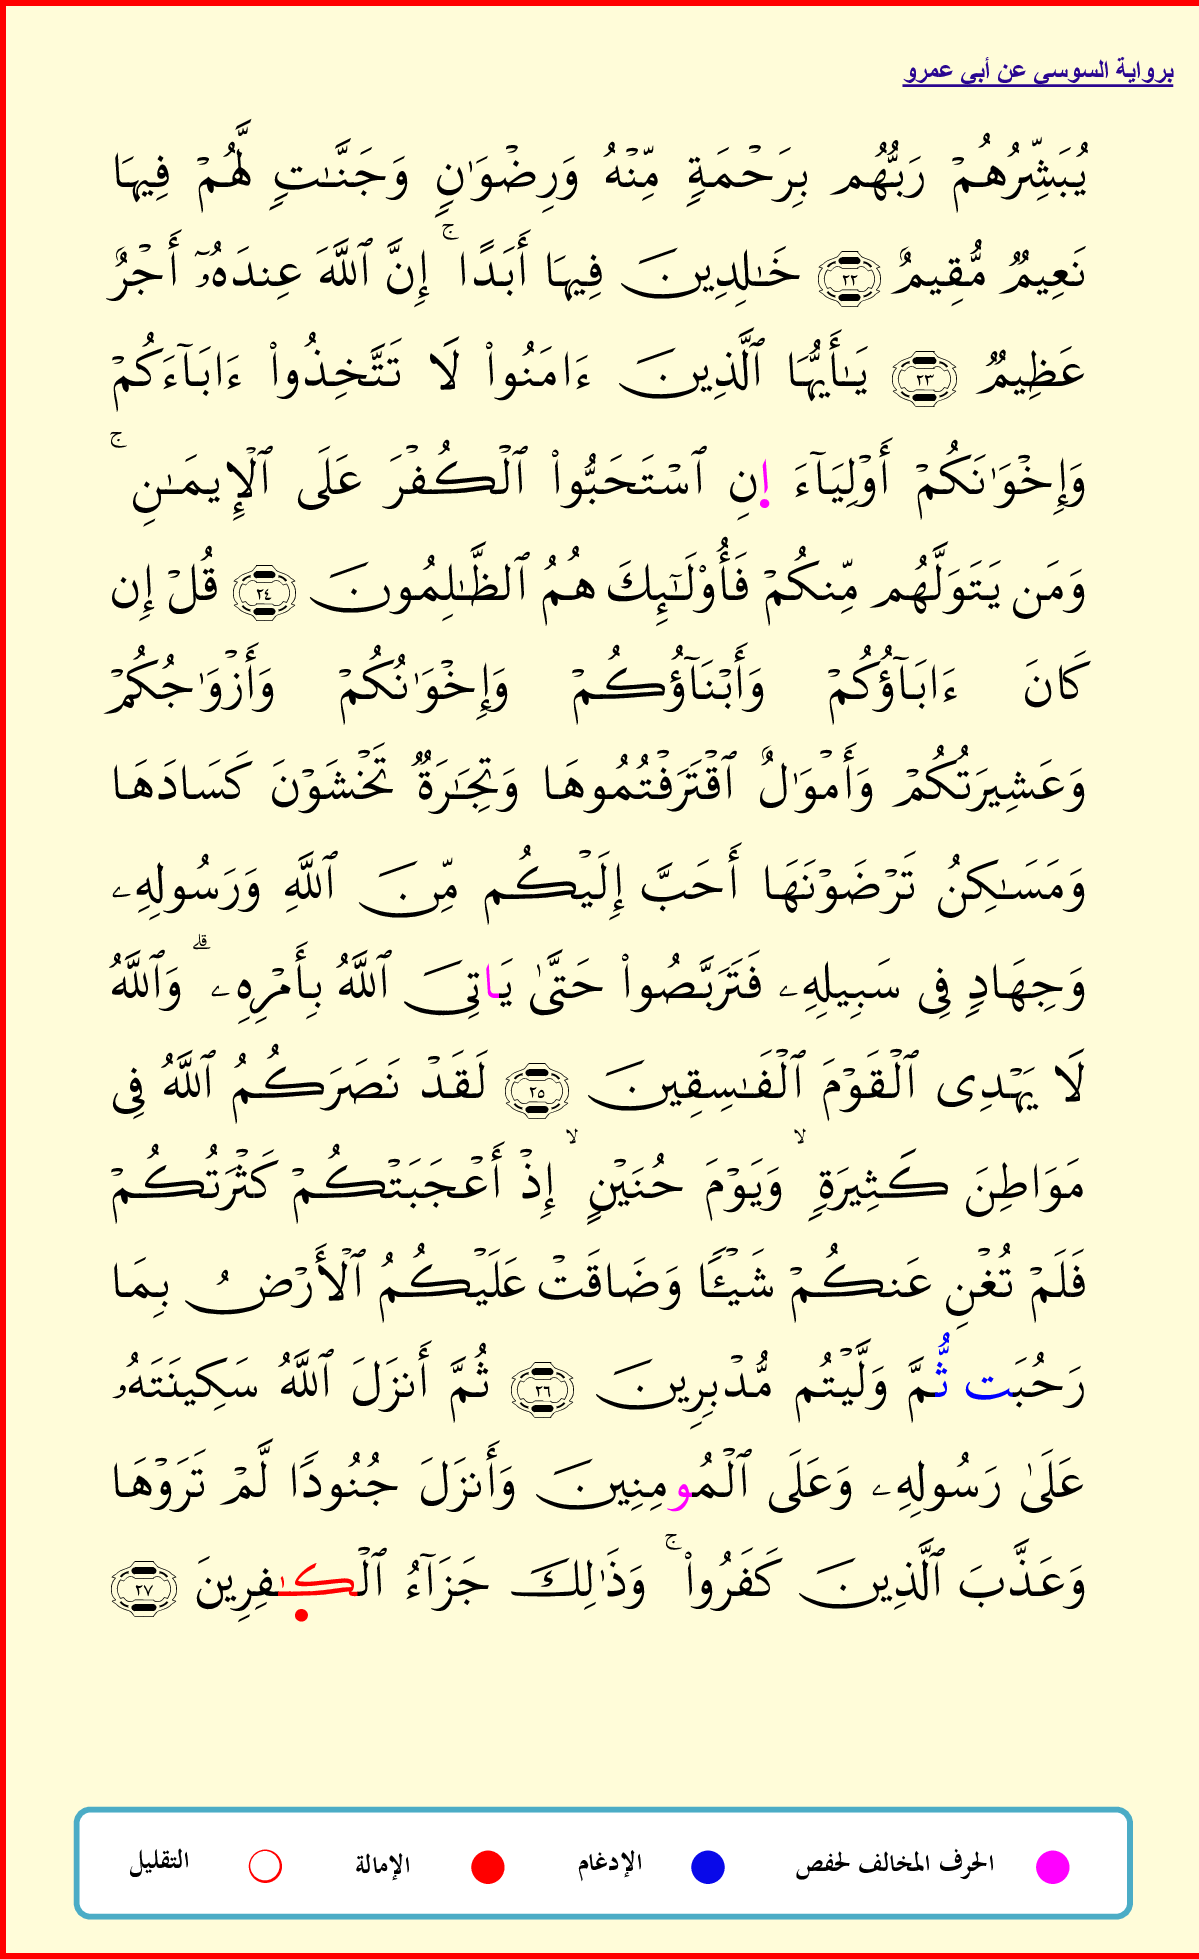 برواية السوسي عن أبي عمرو
يُبَشِّرُهُمْ رَبُّهُم بِرَحْمَةٍ مِّنْهُ وَرِضْوَٰنٍ وَجَنَّـٰتٍ لَّهُمْ فِيهَا
نَعِيمٌ مُّقِيمٌ ٢٢ خَـٰلِدِينَ فِيهَا أَبَدًا ۚ إِنَّ ٱللَّهَ عِندَهُۥٓ أَجْرٌ
عَظِيمٌ ٢٣ يَـٰٓأَيُّهَا ٱلَّذِينَ ءَامَنُوا۟ لَا تَتَّخِذُوا۟ ءَابَآءَكُمْ
وَإِخْوَٰنَكُمْ أَوْلِيَآءَ اِنِ ٱسْتَحَبُّوا۟ ٱلْكُفْرَ عَلَى ٱلْإِيمَـٰنِ ۚ
وَمَن يَتَوَلَّهُم مِّنكُمْ فَأُو۟لَـٰٓئِكَ هُمُ ٱلظَّـٰلِمُونَ ٢٤ قُلْ إِن
كَانَ ءَابَآؤُكُمْ وَأَبْنَآؤُكُمْ وَإِخْوَٰنُكُمْ وَأَزْوَٰجُكُمْ
وَعَشِيرَتُكُمْ وَأَمْوَٰلٌ ٱقْتَرَفْتُمُوهَا وَتِجَـٰرَةٌ تَخْشَوْنَ كَسَادَهَا
وَمَسَـٰكِنُ تَرْضَوْنَهَا أَحَبَّ إِلَيْكُم مِّنَ ٱللَّهِ وَرَسُولِهِۦ
وَجِهَادٍ فِى سَبِيلِهِۦ فَتَرَبَّصُوا۟ حَتَّىٰ يَاتِىَ ٱللَّهُ بِأَمْرِهِۦ ۗ وَٱللَّهُ
لَا يَهْدِى ٱلْقَوْمَ ٱلْفَـٰسِقِينَ ٢٥ لَقَدْ نَصَرَكُمُ ٱللَّهُ فِى
مَوَاطِنَ كَثِيرَةٍ ۙ وَيَوْمَ حُنَيْنٍ ۙ إِذْ أَعْجَبَتْكُمْ كَثْرَتُكُمْ
فَلَمْ تُغْنِ عَنكُمْ شَيْـًٔا وَضَاقَتْ عَلَيْكُمُ ٱلْأَرْضُ بِمَا
رَحُبَت ثُّمَّ وَلَّيْتُم مُّدْبِرِينَ ٢٦ ثُمَّ أَنزَلَ ٱللَّهُ سَكِينَتَهُۥ
عَلَىٰ رَسُولِهِۦ وَعَلَى ٱلْمُومِنِينَ وَأَنزَلَ جُنُودًا لَّمْ تَرَوْهَا
وَعَذَّبَ ٱلَّذِينَ كَفَرُوا۟ ۚ وَذَٰلِكَ جَزَآءُ ٱلْكَـٰفِرِينَ ٢٧
الحرف المخالف لحفص الإدغام الإمالة التقليل